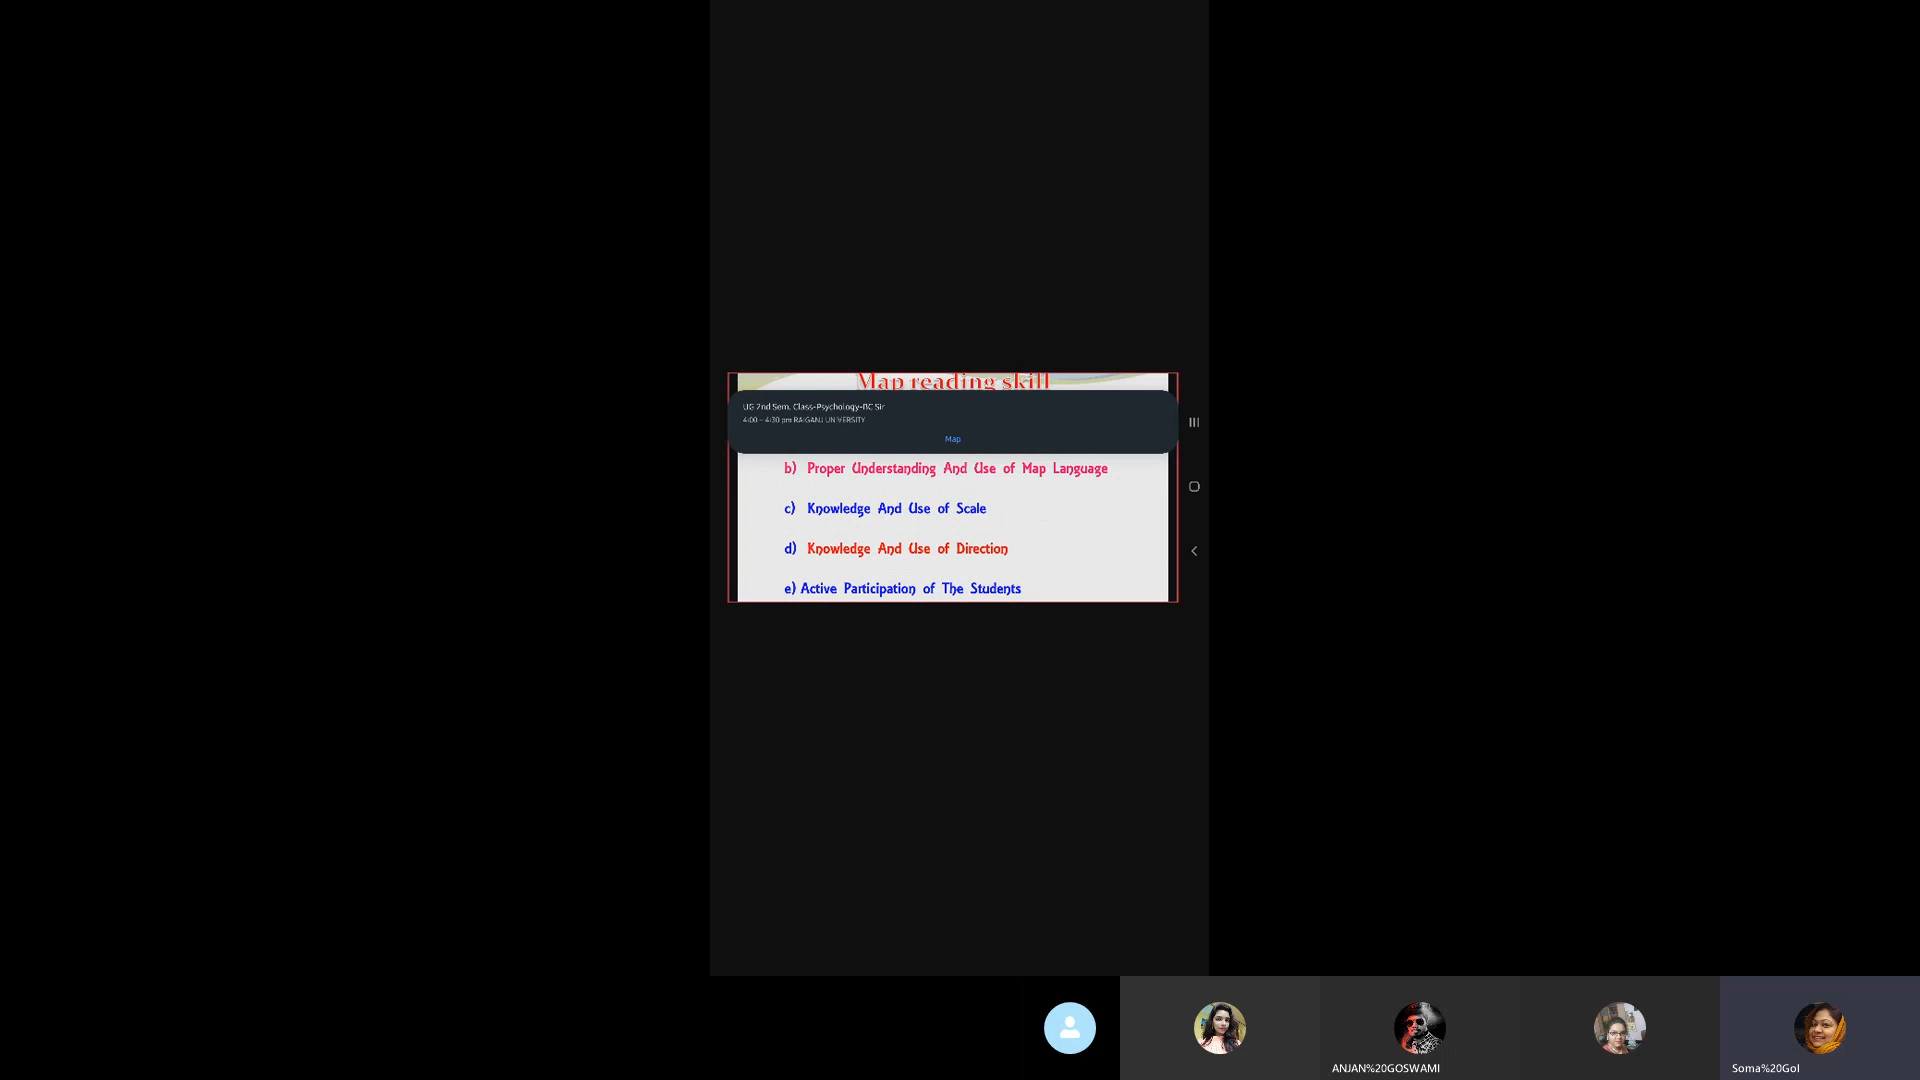 Map reading skill
UG 2nd Sem. Class-Psychology-BC Sir
4:00 – 4:30 pm RAIGANJ UNIVERSITY
Map
b) Proper Understanding And Use of Map Language
c) Knowledge And Use of Scale
d) Knowledge And Use of Direction
e) Active Participation of The Students
ANJAN%20GOSWAMI
Soma%20Gol